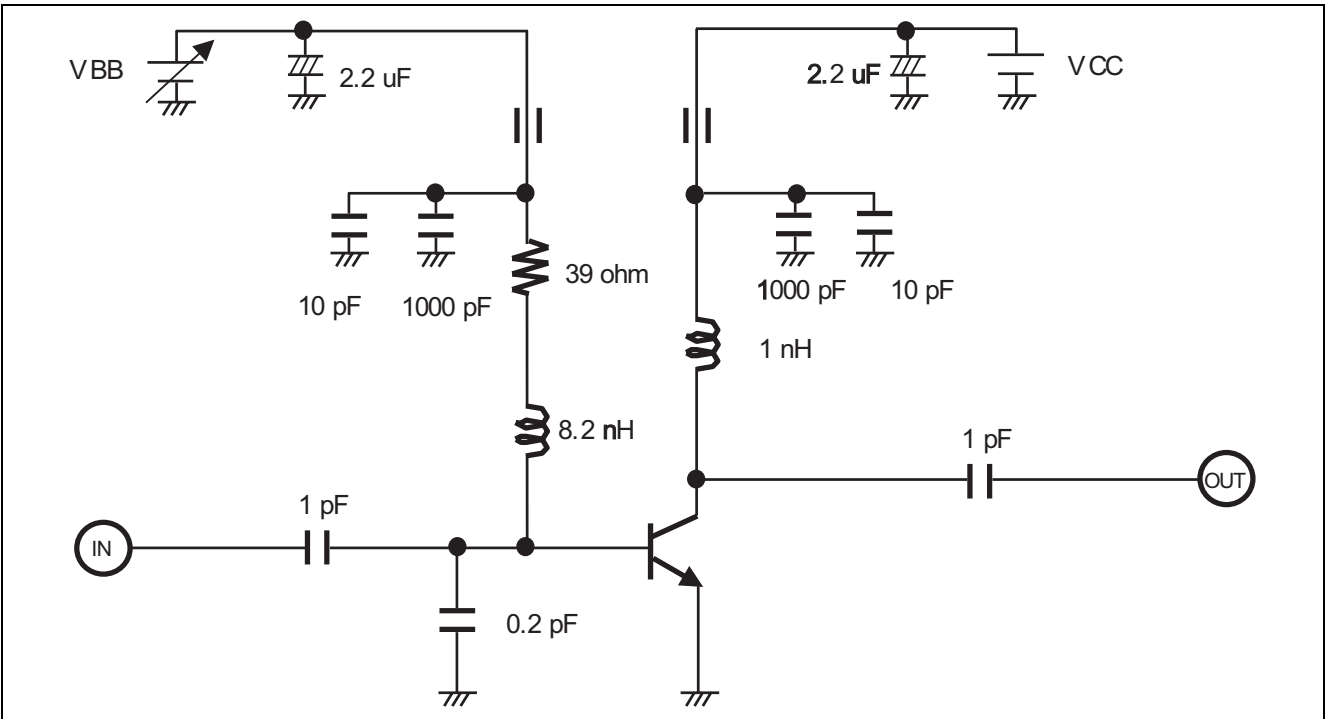 VBB
2.2 uF
2.2 uF
VCC
39 ohm
10 pF
1000 pF
1000 pF
10 pF
1 nH
8.2 nH
1 pF
OUT
1 pF
IN
0.2 pF